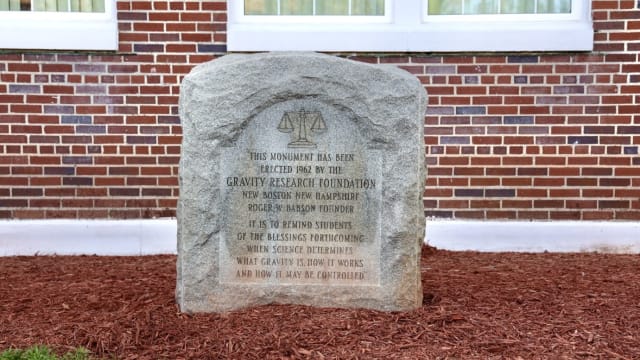 THIS MONUMENT HAS BEEN
ERECTED 1962 BY THE
GRAVITY RESEARCH FOUNDATION
NEW BOSTON NEW HAMPSHIRE
ROGER W. BABSON FOUNDER
IT IS TO REMIND STUDENTS
OF THE BLESSINGS FORTHCOMING
WHEN SCIENCE DETERMINES
WHAT GRAVITY IS, HOW IT WORKS
AND HOW IT MAY BE CONTROLLED